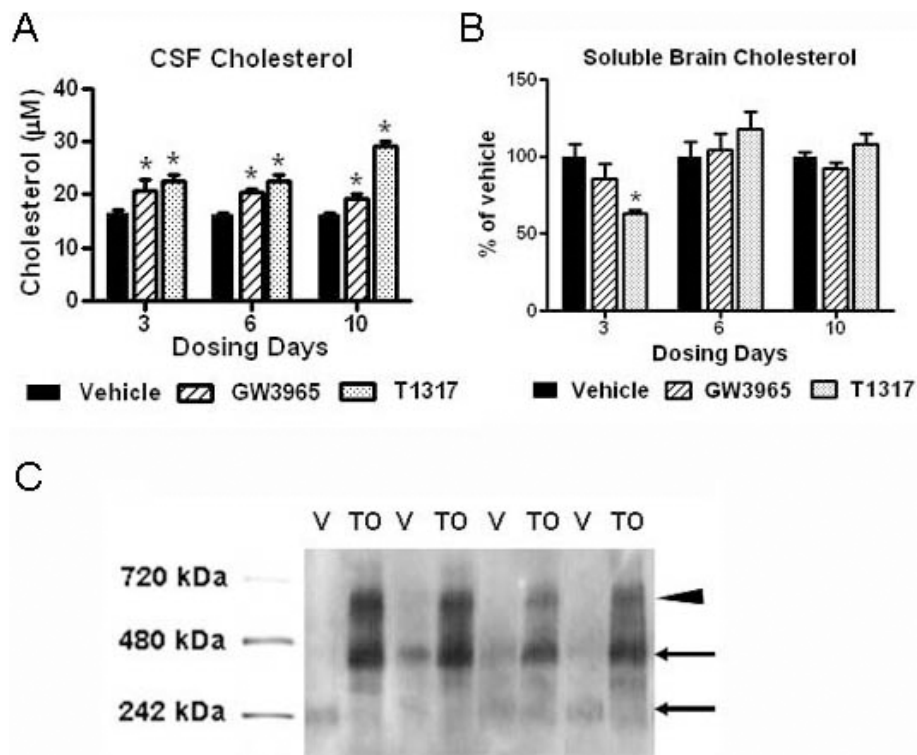 A
CSF Cholesterol
Cholesterol (µM)
40
30
20
10
0
* * * * * *
3 6 10
Dosing Days
Vehicle GW3965 T1317
B
Soluble Brain Cholesterol
% of vehicle
150
100
50
0
*
3 6 10
Dosing Days
Vehicle GW3965 T1317
C
V TO V TO V TO V TO
720 kDa
480 kDa
242 kDa